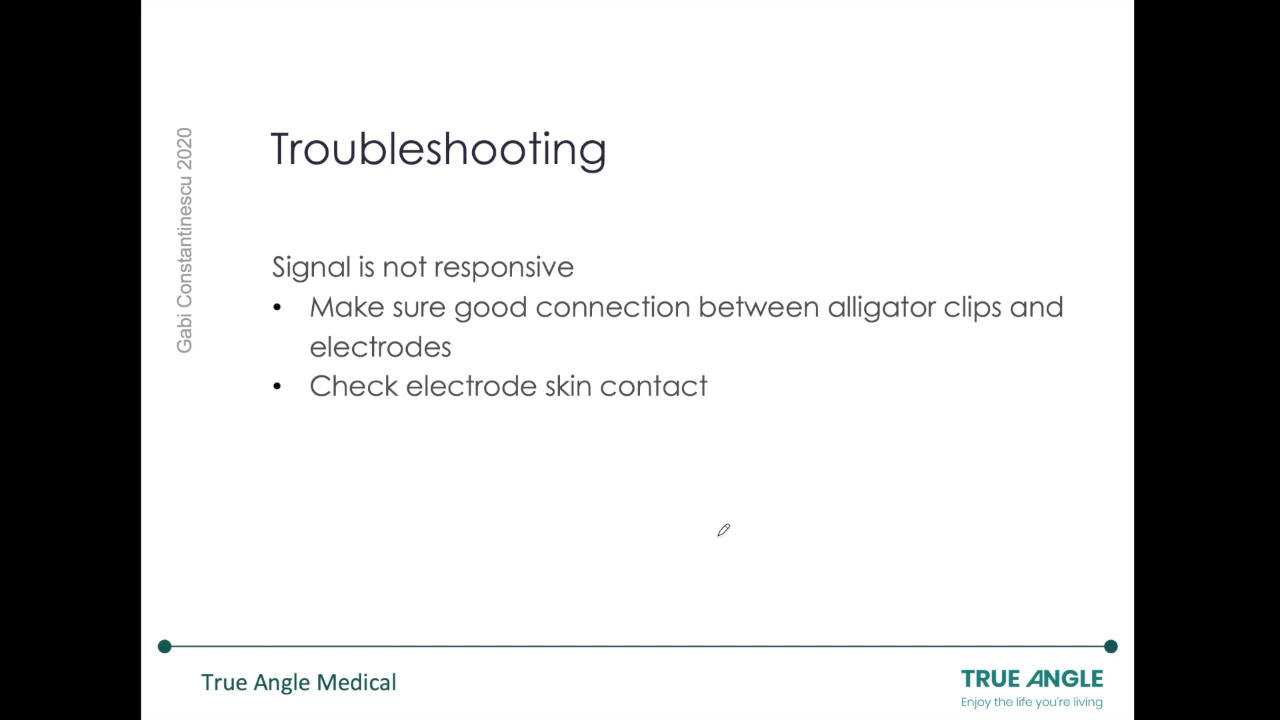 Gabi Constantinescu 2020
Troubleshooting
Signal is not responsive
• Make sure good connection between alligator clips and
electrodes
• Check electrode skin contact
True Angle Medical
TRUE ANGLE
Enjoy the life you're living